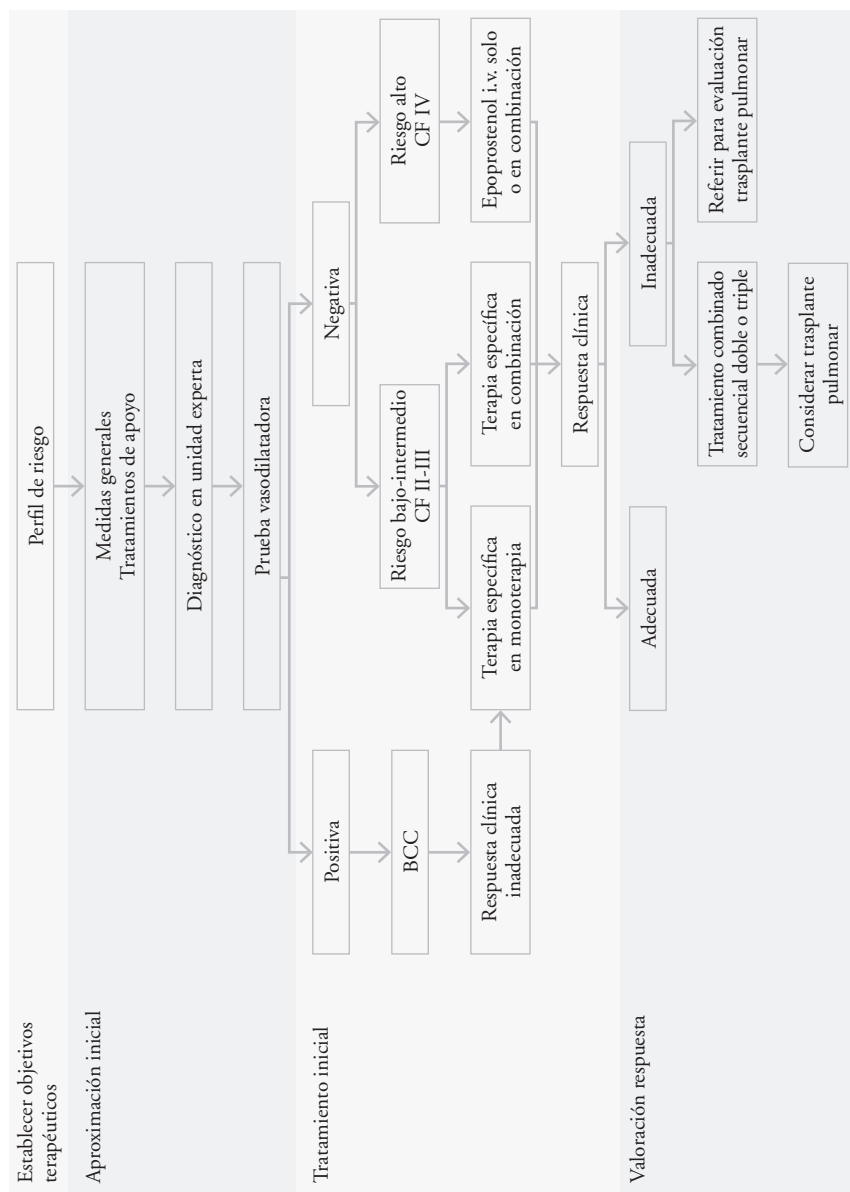 Establecer objetivos
terapéuticos
Perfil de riesgo
Aproximación inicial
Medidas generales
Tratamientos de apoyo
Diagnóstico en unidad experta
Prueba vasodilatadora
Tratamiento inicial
Positiva
Negativa
BCC
Riesgo bajo-intermedio
CF II-III
Riesgo alto
CF IV
Respuesta clínica
inadecuada
Terapia específica
en monoterapia
Terapia específica
en combinación
Epoprostenol i.v. solo
o en combinación
Respuesta clínica
Valoración respuesta
Adecuada
Inadecuada
Tratamiento combinado
secuencial doble o triple
Referir para evaluación
trasplante pulmonar
Considerar trasplante
pulmonar